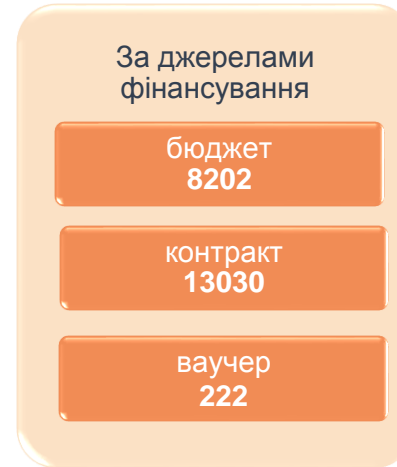 За джерелами
фінансування
бюджет
8202
контракт
13030
ваучер
222